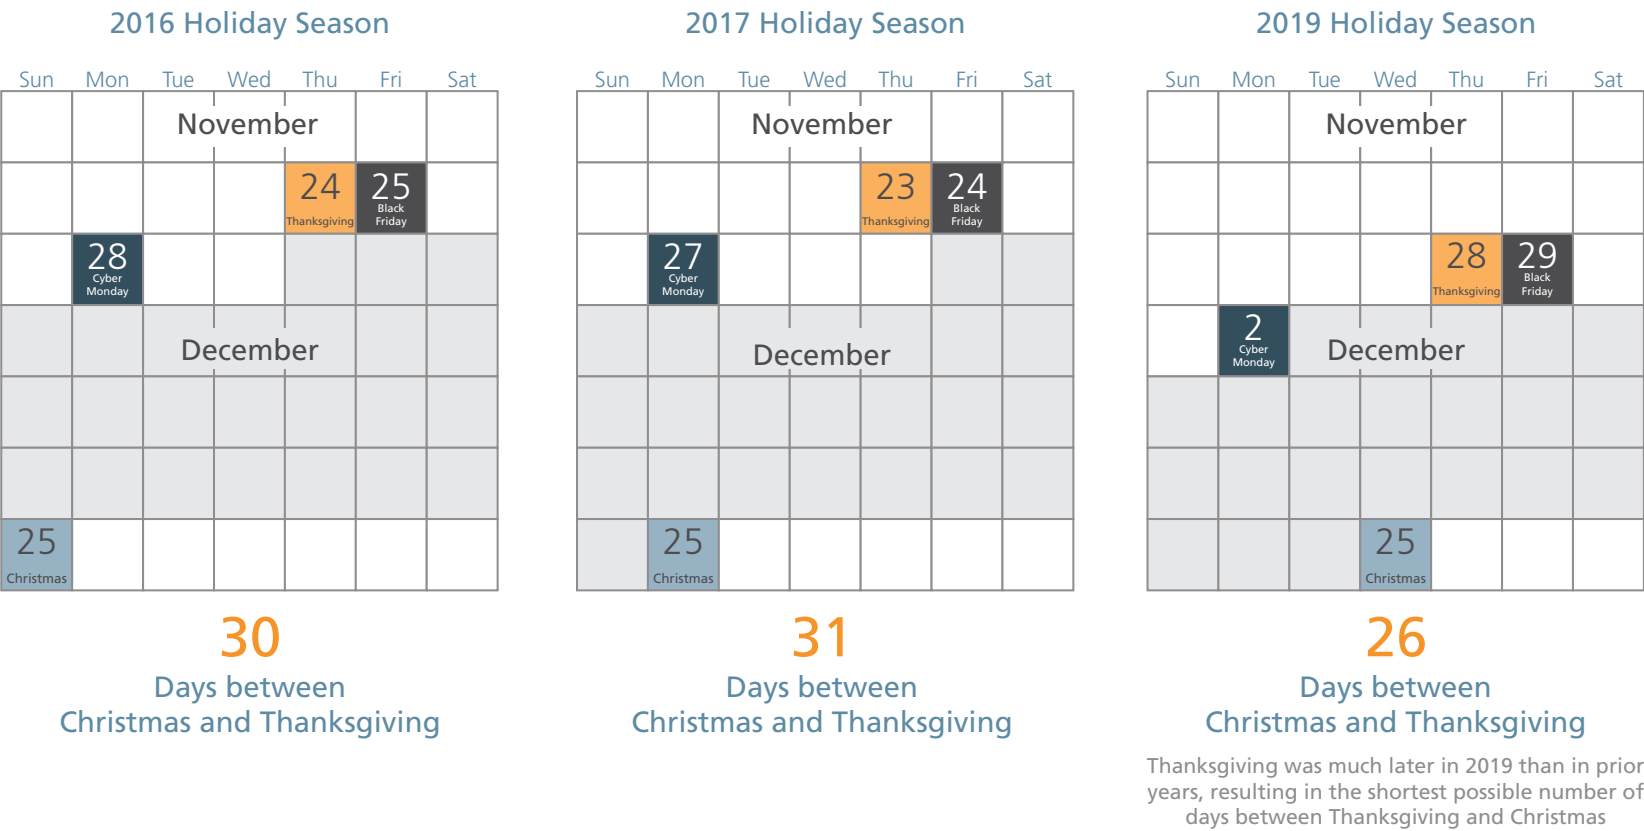 2016 Holiday Season
Sun Mon Tue Wed Thu Fri Sat
November
24 25
Thanksgiving
Black
Friday
28
Cyber
Monday
December
25
Christmas
30
Days between
Christmas and Thanksgiving
2017 Holiday Season
Sun Mon Tue Wed Thu Fri Sat
November
23 24
Thanksgiving
Black
Friday
27
Cyber
Monday
December
25
Christmas
31
Days between
Christmas and Thanksgiving
2019 Holiday Season
Sun Mon Tue Wed Thu Fri Sat
November
28 29
Thanksgiving
Black
Friday
2
Cyber
Monday
December
25
Christmas
26
Days between
Christmas and Thanksgiving
Thanksgiving was much later in 2019 than in prior
years, resulting in the shortest possible number of
days between Thanksgiving and Christmas